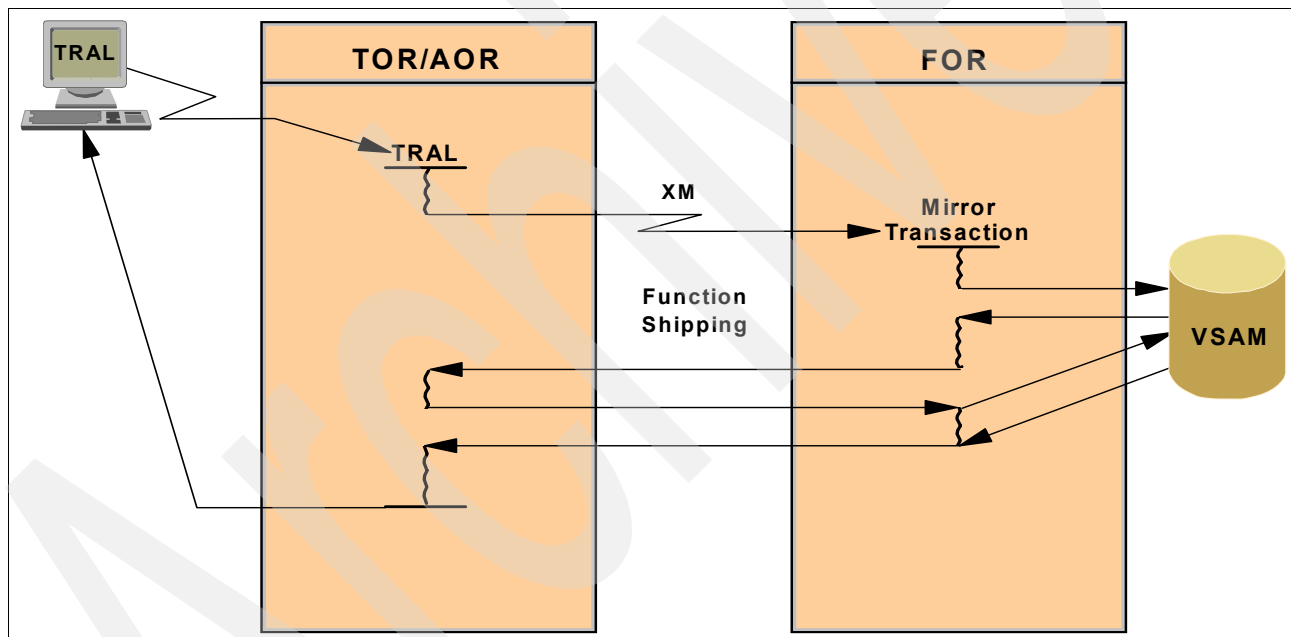 TRAL
TOR/AOR
FOR
TRAL
XM
Mirror
Transaction
Function
Shipping
VSAM